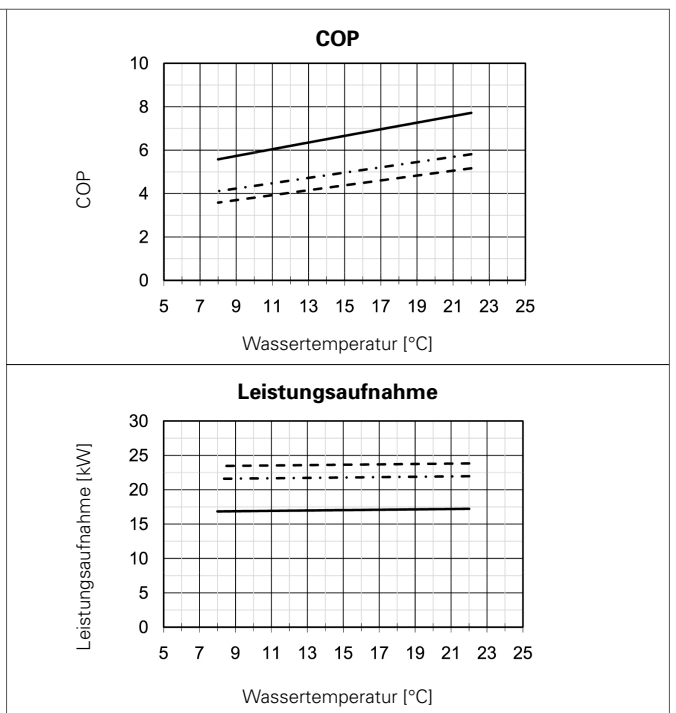 COP
10
8
6
4
2
0
COP
5 7 9 11 13 15 17 19 21 23 25
Wassertemperatur [°C]
Leistungsaufnahme
30
25
20
15
10
5
0
Leistungsaufnahme [kW]
5 7 9 11 13 15 17 19 21 23 25
Wassertemperatur [°C]